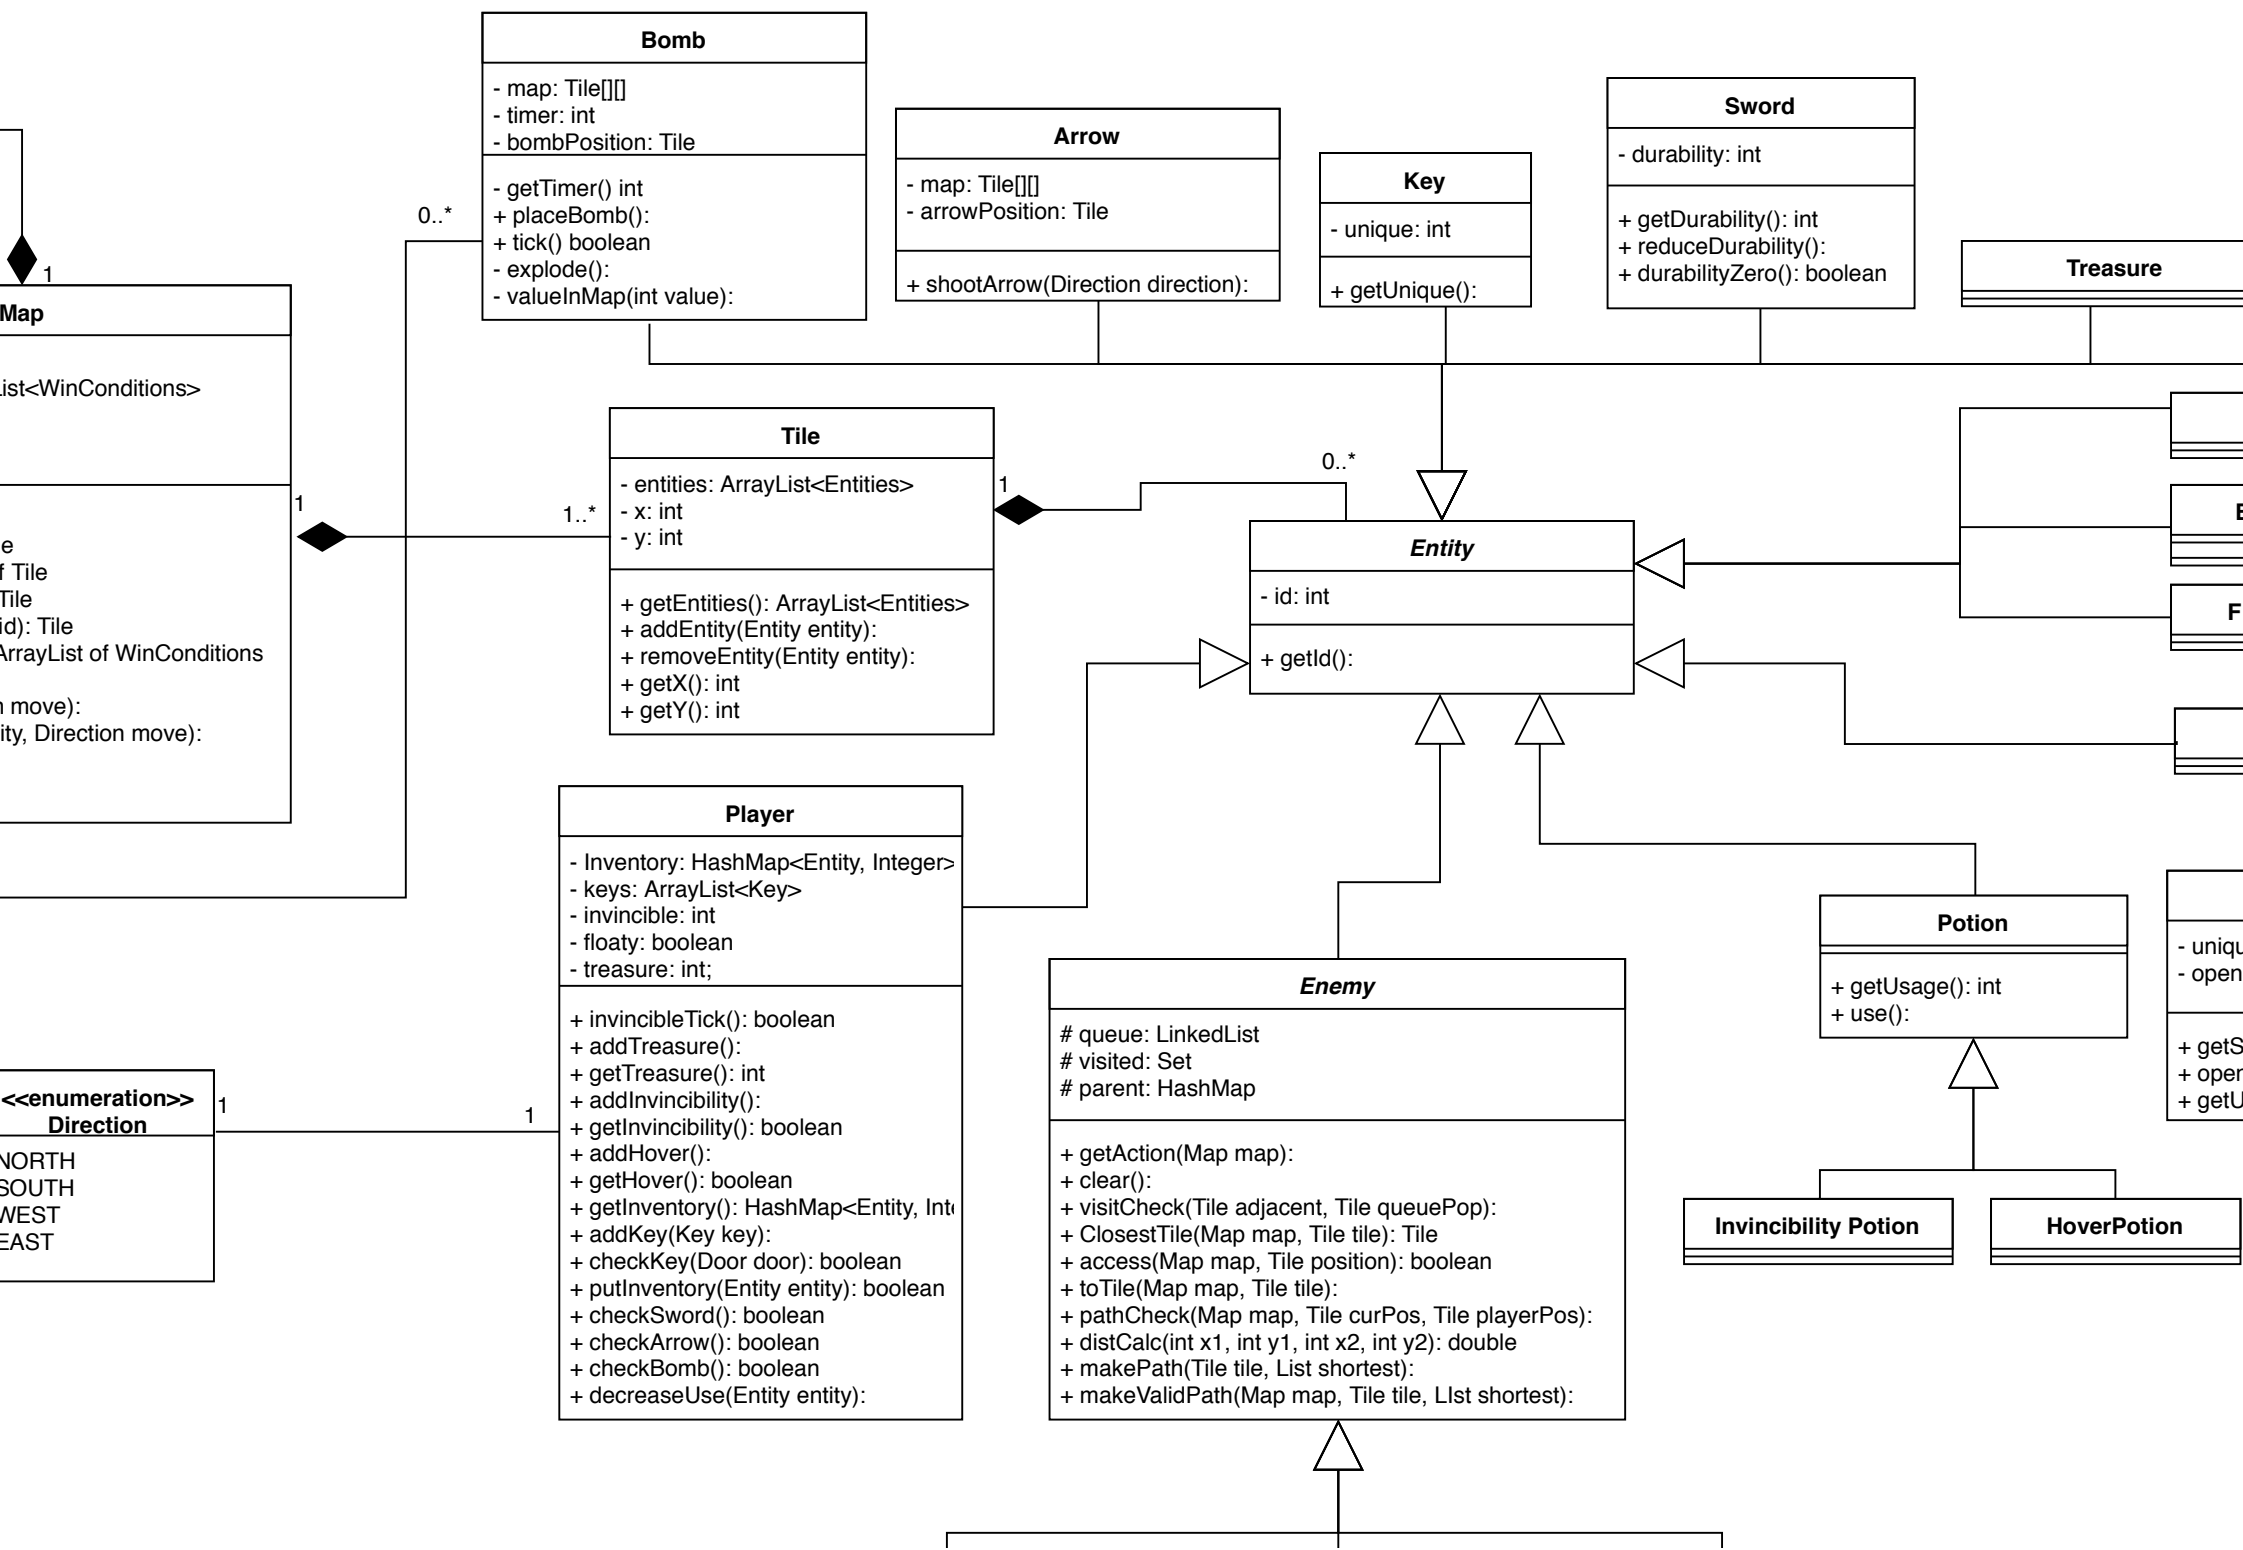 Bomb
- map: Tile[][]
- timer: int
- bombPosition: Tile
- getTimer() int
+ placeBomb():
+ tick() boolean
- explode():
- valueInMap(int value):
0..*
Arrow
- map: Tile[][]
- arrowPosition: Tile
+ shootArrow(Direction direction):
Key
- unique: int
+ getUnique():
Sword
- durability: int
+ getDurability(): int
+ reduceDurability():
+ durabilityZero(): boolean
Treasure
1
Map
ist<WinConditions>
e
f Tile
Tile
id): Tile
ArrayList of WinConditions
move):
ity, Direction move):
1
1..*
Tile
- entities: ArrayList<Entities>
- x: int
- y: int
+ getEntities(): ArrayList<Entities>
+ addEntity(Entity entity):
+ removeEntity(Entity entity):
+ getX(): int
+ getY(): int
1
0..*
Entity
- id: int
+ getId():
E
F
Player
- Inventory: HashMap<Entity, Integer>
- keys: ArrayList<Key>
- invincible: int
- floaty: boolean
- treasure: int;
+ invincibleTick(): boolean
+ addTreasure():
+ getTreasure(): int
+ addInvincibility():
+ getInvincibility(): boolean
+ addHover():
+ getHover(): boolean
+ getInventory(): HashMap<Entity, Inte
+ addKey(Key key):
+ checkKey(Door door): boolean
+ putInventory(Entity entity): boolean
+ checkSword(): boolean
+ checkArrow(): boolean
+ checkBomb(): boolean
+ decreaseUse(Entity entity):
<<enumeration>>
Direction
NORTH
SOUTH
WEST
EAST
1
1
Enemy
# queue: LinkedList
# visited: Set
# parent: HashMap
+ getAction(Map map):
+ clear():
+ visitCheck(Tile adjacent, Tile queuePop):
+ ClosestTile(Map map, Tile tile): Tile
+ access(Map map, Tile position): boolean
+ toTile(Map map, Tile tile):
+ pathCheck(Map map, Tile curPos, Tile playerPos):
+ distCalc(int x1, int y1, int x2, int y2): double
+ makePath(Tile tile, List shortest):
+ makeValidPath(Map map, Tile tile, LIst shortest):
Potion
+ getUsage(): int
+ use():
Invincibility Potion
HoverPotion
- uniqu
- open
+ getS
+ open
+ getU